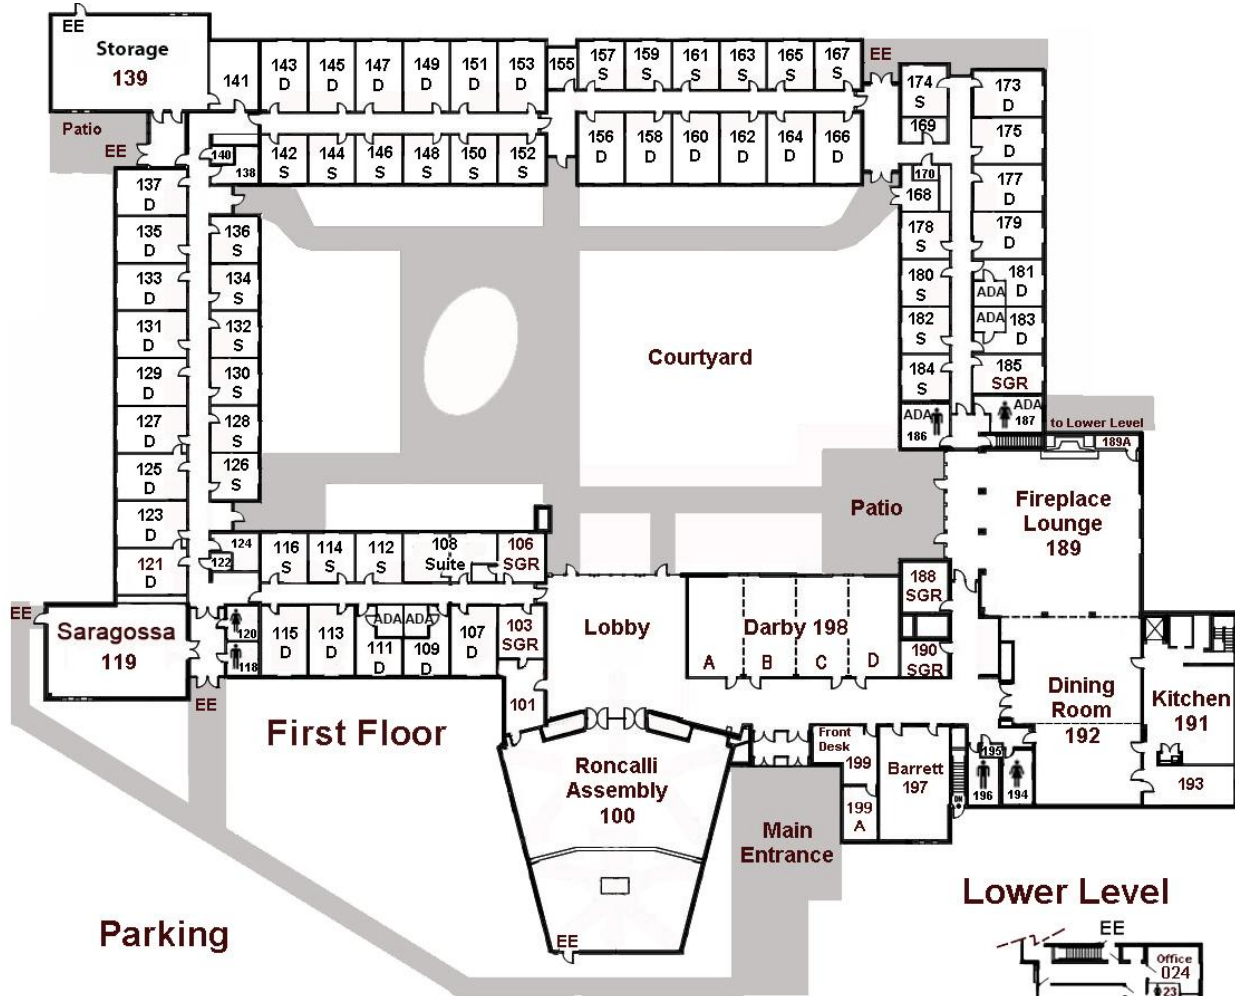 EE
Storage
139
Patio
EE
141
143
D
145
D
147
D
149
D
151
D
153
D
155
157
S
159
S
161
S
163
S
165
S
167
S
EE
174
S
169
173
D
175
D
177
D
179
D
181
D
ADA
ADA
183
D
185
SGR
ADA
187
to Lower Level
140
138
142
S
144
S
146
S
148
S
150
S
152
S
156
D
158
D
160
D
162
D
164
D
166
D
170
168
178
S
180
S
182
S
184
S
ADA
186
137
D
135
D
133
D
131
D
129
D
127
D
125
D
123
D
121
D
136
S
134
S
132
S
130
S
128
S
126
S
Courtyard
Patio
189A
Fireplace
Lounge
189
124
122
116
S
114
S
112
S
108
Suite
106
SGR
EE
Saragossa
119
EE
120
118
115
D
113
D
ADA
111
D
ADA
109
D
107
D
103
SGR
101
Lobby
Darby 198
A
B
C
D
188
SGR
190
SGR
Dining
Room
192
Kitchen
191
193
First Floor
Roncalli
Assembly
100
EE
Front
Desk
199
199
A
Barrett
197
DN
195
196
194
Main
Entrance
Parking
Lower Level
EE
Office
024
23